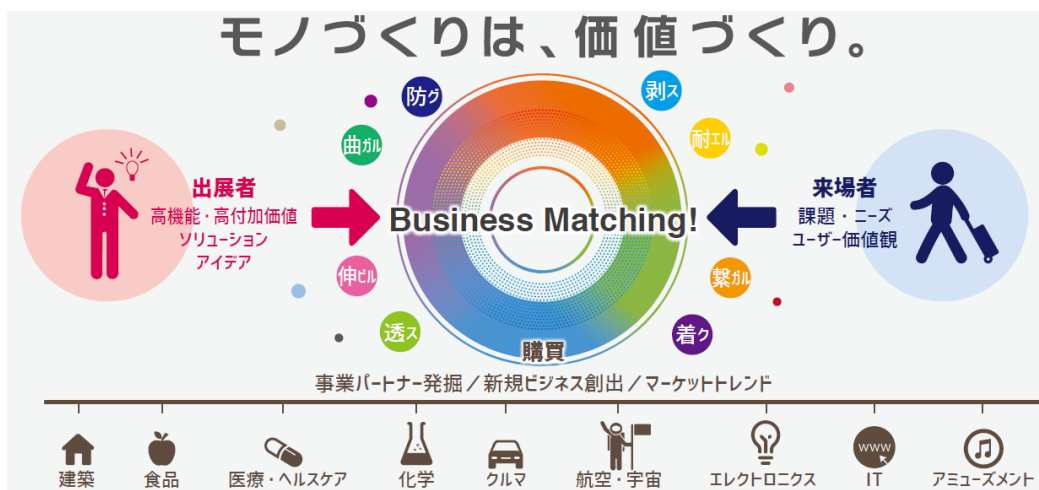 モノづくりは、価値づくり。
防グ
剥ス
曲ガル
耐エル
出展者
高機能・高付加価値
ソリューション
アイデア
Business Matching!
来場者
課題・ニーズ
ユーザー価値観
伸ビル
繋ガル
透ス
着ク
購買
事業パートナー発掘/新規ビジネス創出/マーケットトレンド
www
建築 食品 医療・ヘルスケア 化学 クルマ 航空・宇宙 エレクトロニクス IT アミューズメント